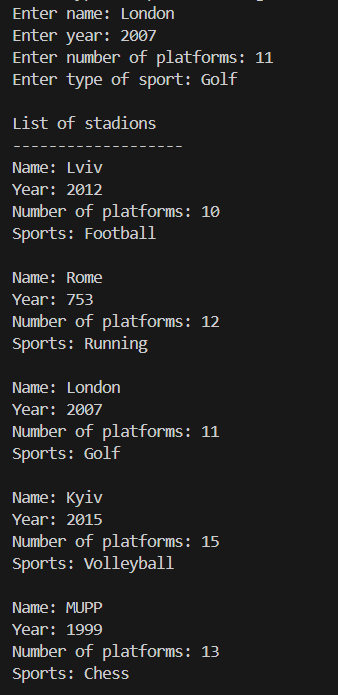 Enter name: London
Enter year: 2007
Enter number of platforms: 11
Enter type of sport: Golf
List of stadions
-------------------
Name: Lviv
Year: 2012
Number of platforms: 10
Sports: Football
Name: Rome
Year: 753
Number of platforms: 12
Sports: Running
Name: London
Year: 2007
Number of platforms: 11
Sports: Golf
Name: Kyiv
Year: 2015
Number of platforms: 15
Sports: Volleyball
Name: MUPP
Year: 1999
Number of platforms: 13
Sports: Chess